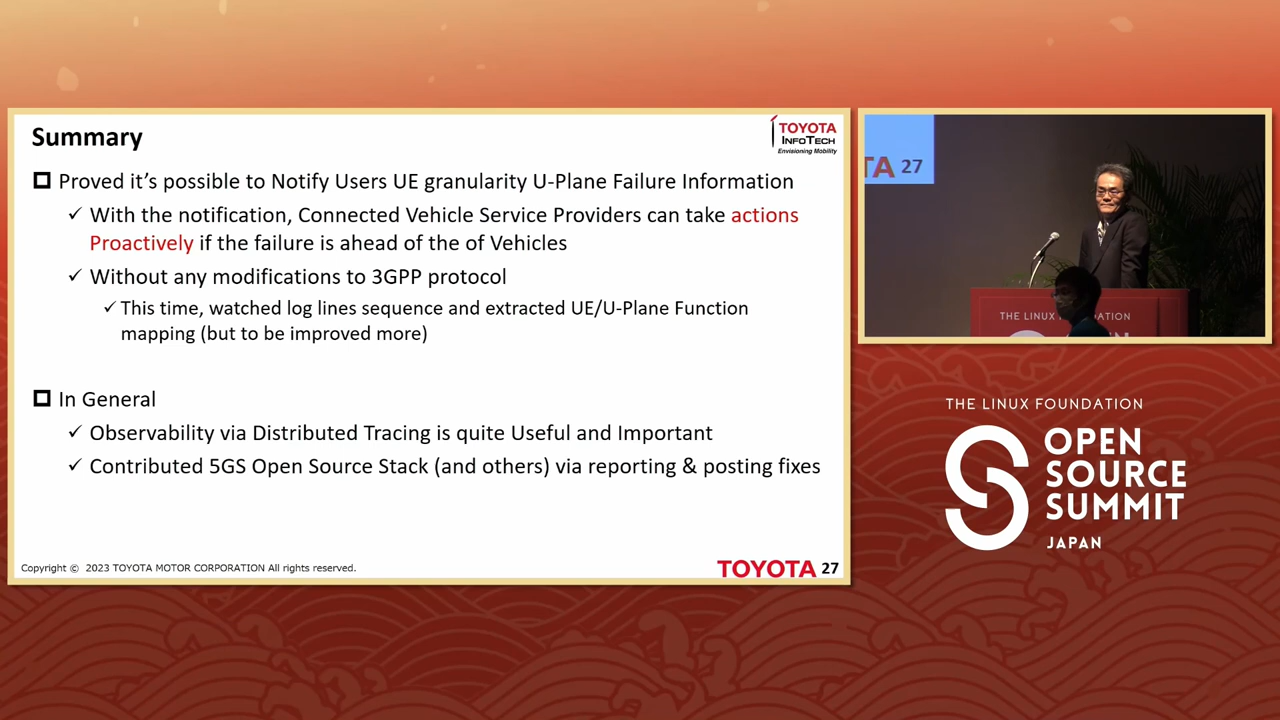 Summary
TOYOTA
INFOTECH
Envisioning Mobility
Proved it's possible to Notify Users UE granularity U-Plane Failure Information
✓ With the notification, Connected Vehicle Service Providers can take actions
Proactively if the failure is ahead of the of Vehicles
✓ Without any modifications to 3GPP protocol
✓ This time, watched log lines sequence and extracted UE/U-Plane Function
mapping (but to be improved more)
In General
✓ Observability via Distributed Tracing is quite Useful and Important
✓ Contributed 5GS Open Source Stack (and others) via reporting & posting fixes
Copyright © 2023 TOYOTA MOTOR CORPORATION All rights reserved.
TOYOTA 27
TA 27
THE LINUX FOUNDATION
THE LINUX FOUNDATION
OPEN
SOURCE
SUMMIT
JAPAN